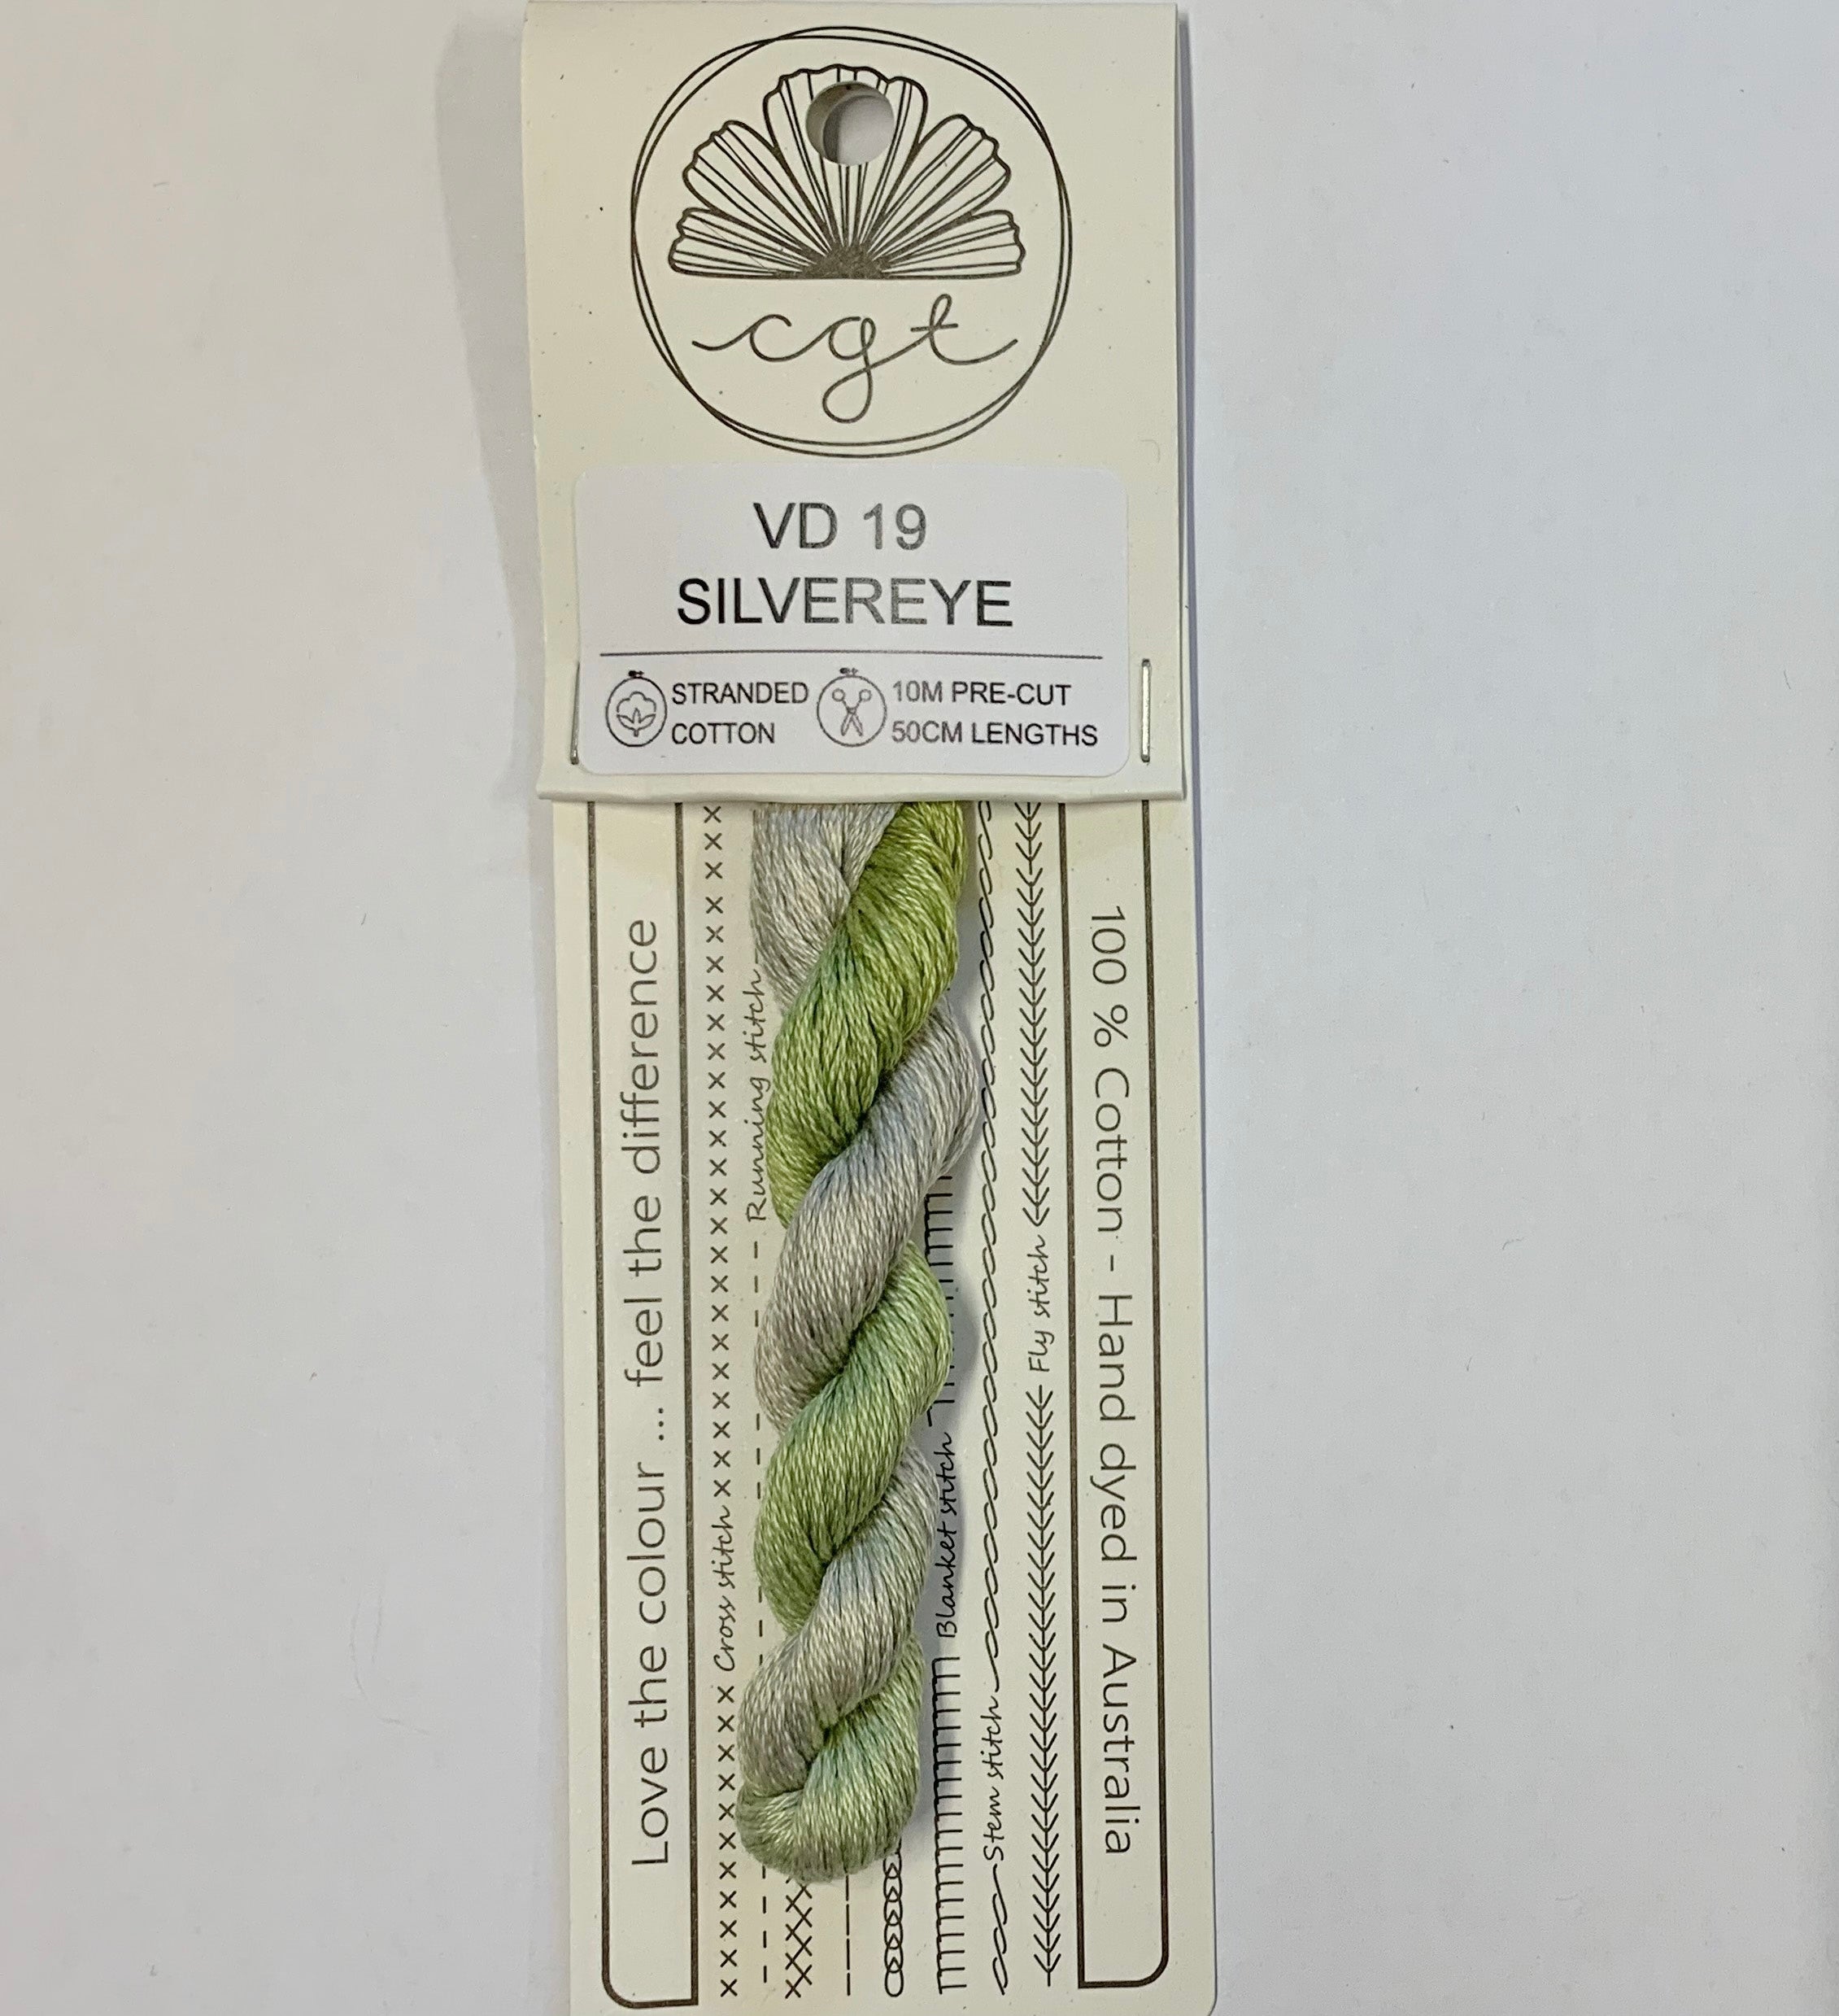 cgt
VD 19
SILVEREYE
STRANDED
COTTON
10M PRE-CUT
50CM LENGTHS
Love the colour ... feel the difference
Cross stitch
Running stitch
Blanket stitch
Stem stitch
Fly stitch
100 % Cotton - Hand dyed in Australia